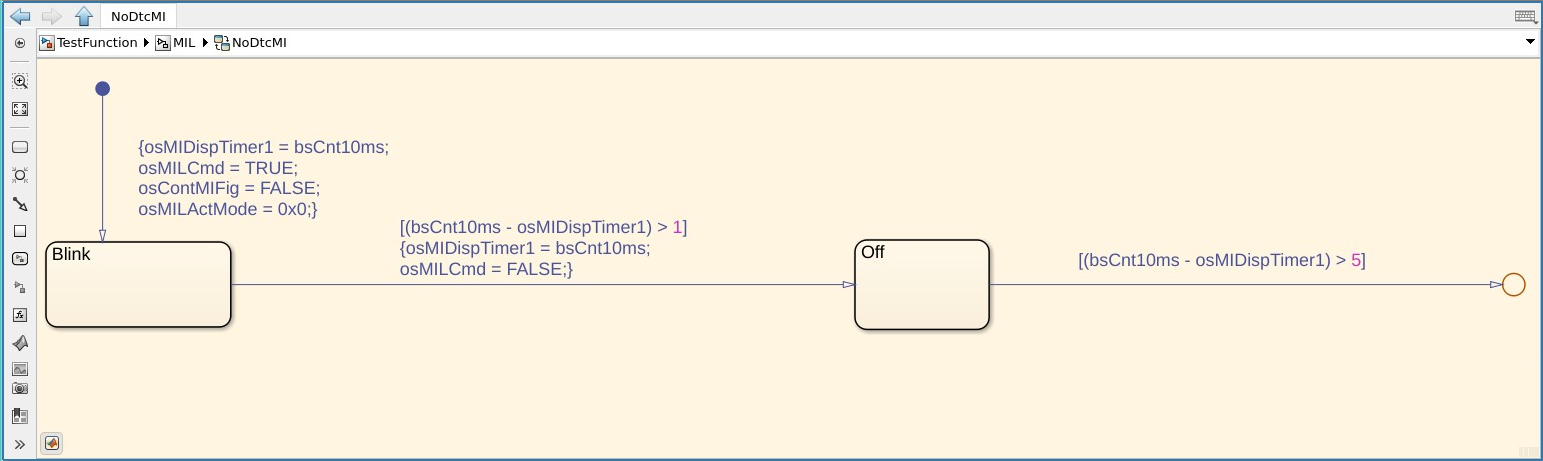 NoDtcMI
TestFunction MIL NoDtcMI
{osMIDispTimer1 = bsCnt10ms;
osMILCmd = TRUE;
osContMIFig = FALSE;
osMILActMode = 0x0;}
[(bsCnt10ms - osMIDispTimer1) > 1]
{osMIDispTimer1 = bsCnt10ms;
osMILCmd = FALSE;}
Blink
Off
[(bsCnt10ms - osMIDispTimer1) > 5]